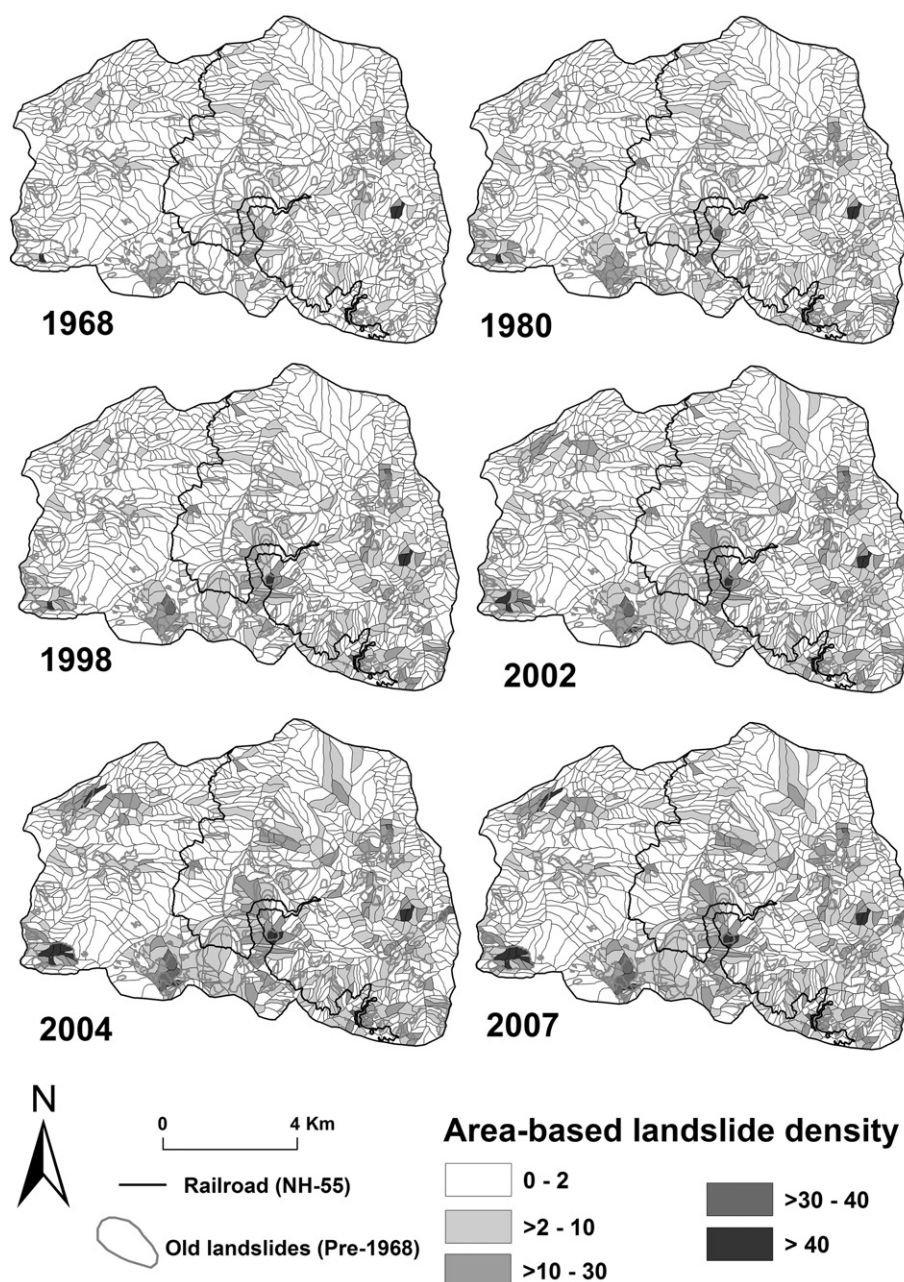 1968
1980
1998
2002
2004
2007
N
0 4 Km
Railroad (NH-55)
Old landslides (Pre-1968)
Area-based landslide density
0 - 2
>2 - 10
>10 - 30
>30 - 40
> 40